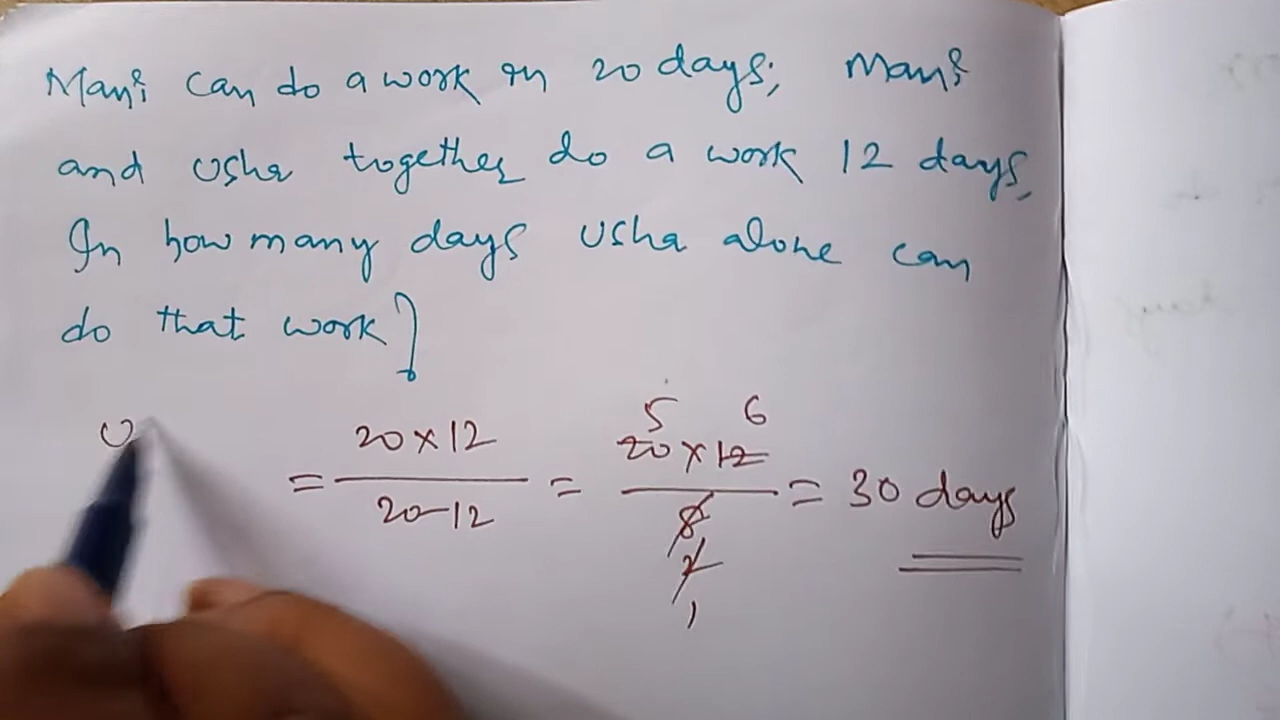 Mani can do a work in 20 days; Mani
and Usha together do a work 12 days,
In how many days Usha alone can
do that work?
U = 20×12 / 20-12 = 5 6 20×12 / 8 2 1 = 30 days